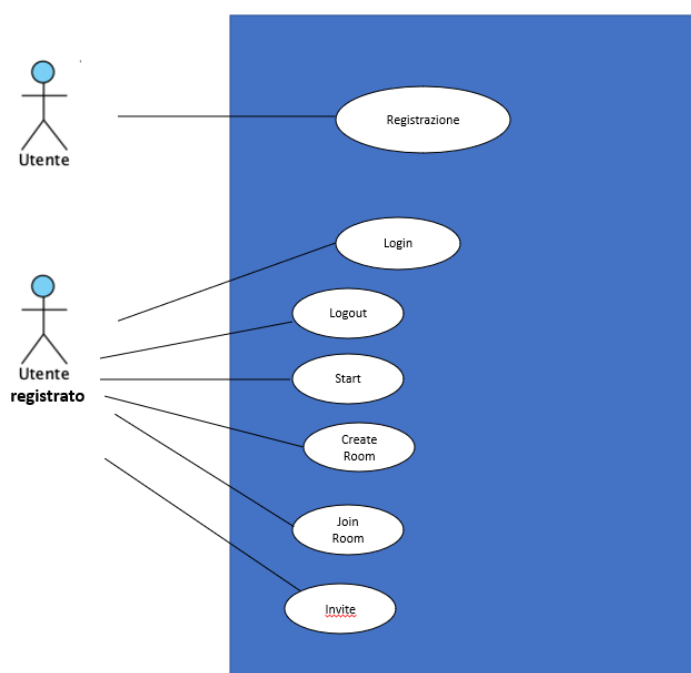 Utente
Registrazione
Login
Logout
Utente
registrato
Start
Create
Room
Join
Room
Invite